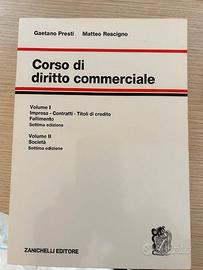 Gaetano Presti Matteo Rescigno
Corso di
diritto commerciale
Volume I
Impresa - Contratti - Titoli di credito
Fallimento
Settima edizione
Volume II
Società
Settima edizione
ZANICHELLI EDITORE
subito